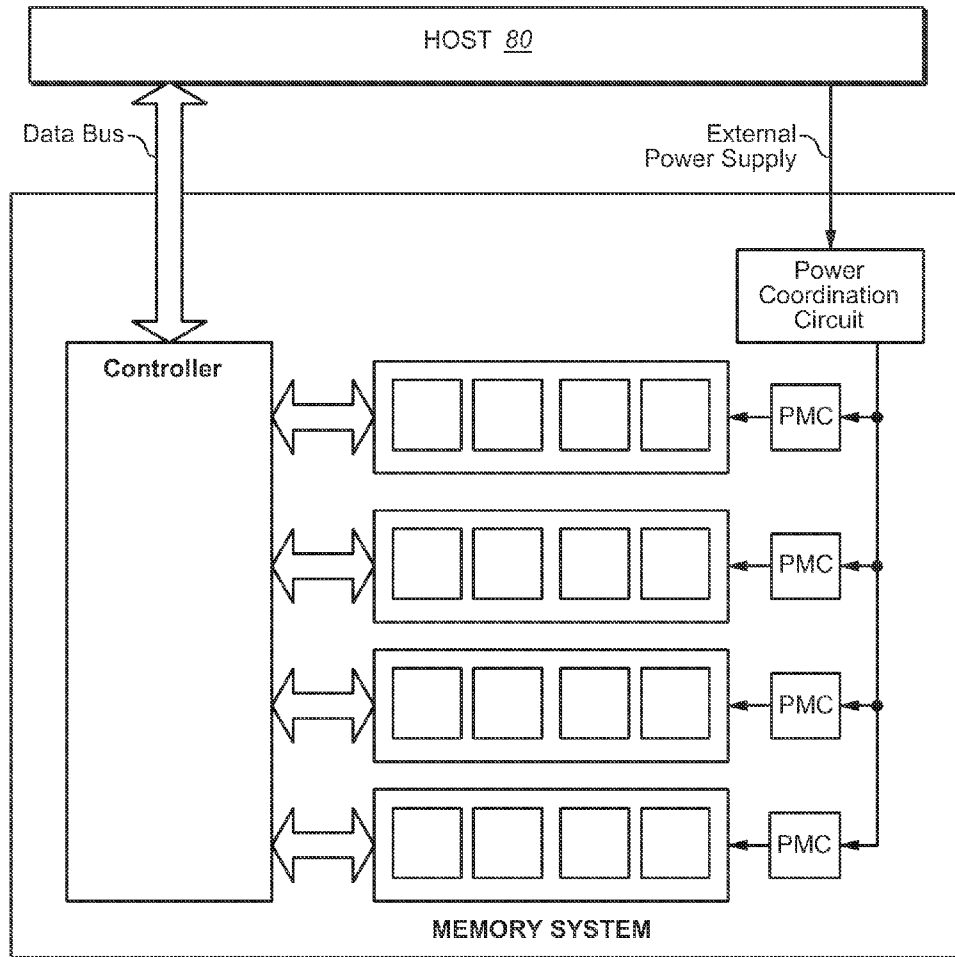 HOST 80
Data Bus
External
Power Supply
Power
Coordination
Circuit
Controller
PMC
PMC
PMC
PMC
MEMORY SYSTEM